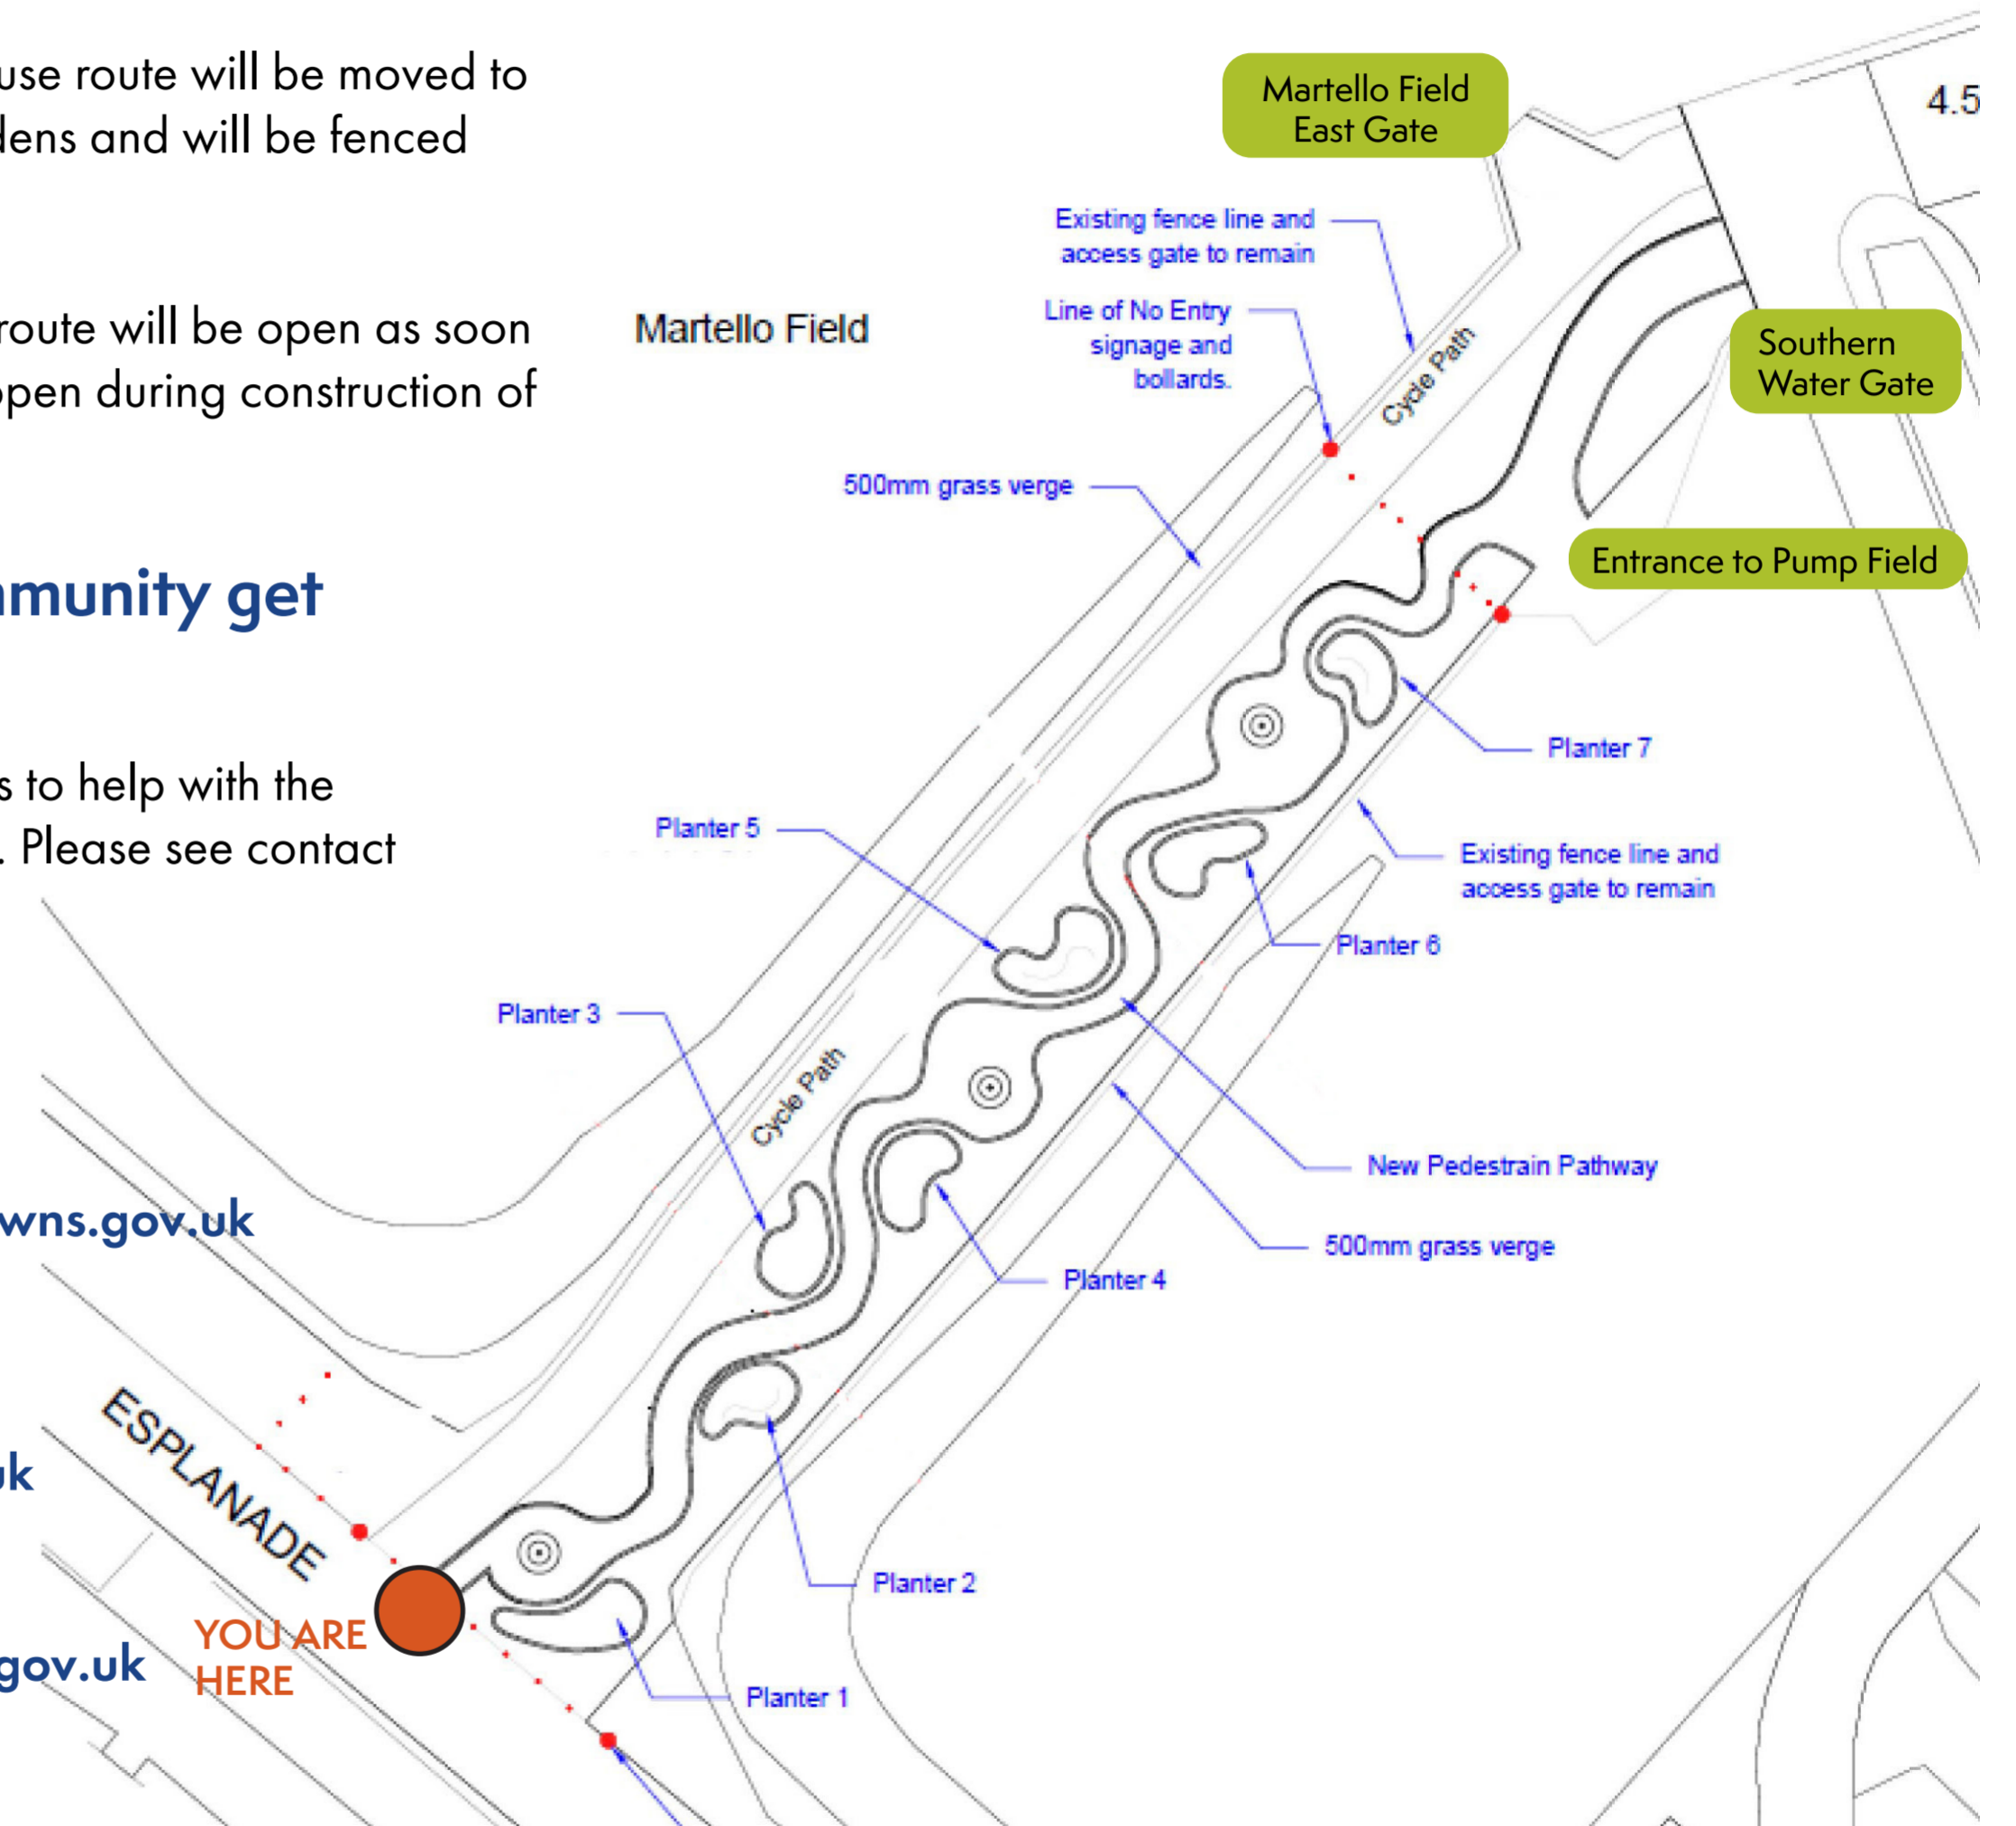 use route will be moved to
dens and will be fenced
route will be open as soon
open during construction of
mmunity get
s to help with the
. Please see contact
wns.gov.uk
uk
gov.uk
Martello Field
East Gate
4.5
Existing fence line and
access gate to remain
Line of No Entry
signage and
bollards.
Martello Field
Cycle Path
Southern
Water Gate
500mm grass verge
Entrance to Pump Field
Planter 7
Planter 5
Existing fence line and
access gate to remain
Planter 6
Planter 3
Cycle Path
New Pedestrain Pathway
500mm grass verge
Planter 4
ESPLANADE
Planter 2
YOU ARE
HERE
Planter 1